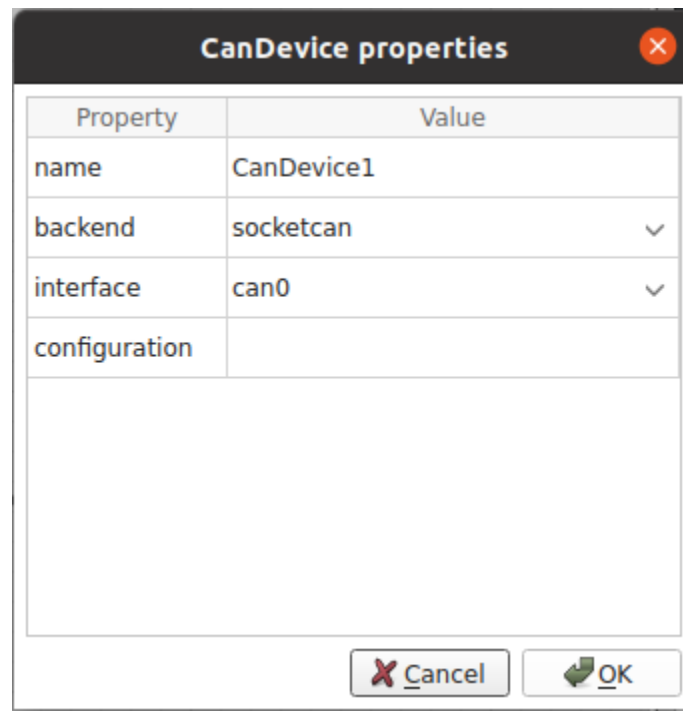 CanDevice properties
Property Value
name CanDevice1
backend socketcan
interface can0
configuration
Cancel OK